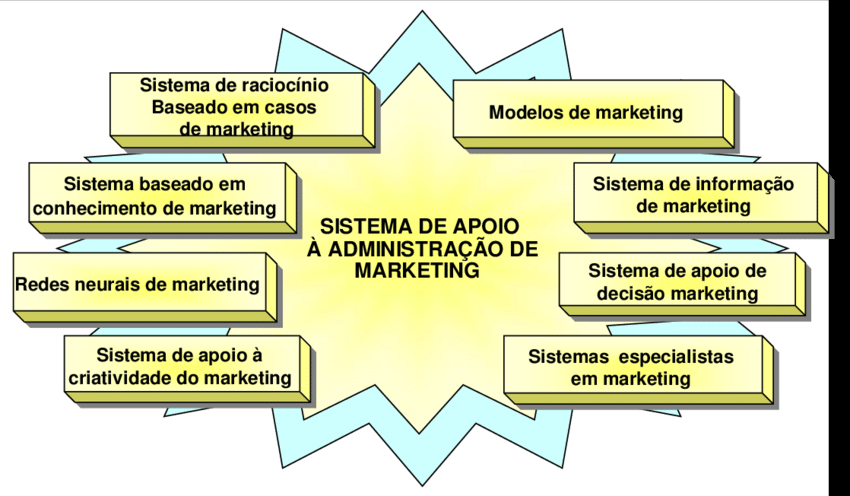 Sistema de raciocínio
Baseado em casos
de marketing
Modelos de marketing
Sistema baseado em
conhecimento de marketing
Sistema de informação
de marketing
SISTEMA DE APOIO
À ADMINISTRAÇÃO DE
MARKETING
Redes neurais de marketing
Sistema de apoio de
decisão marketing
Sistema de apoio à
criatividade do marketing
Sistemas especialistas
em marketing